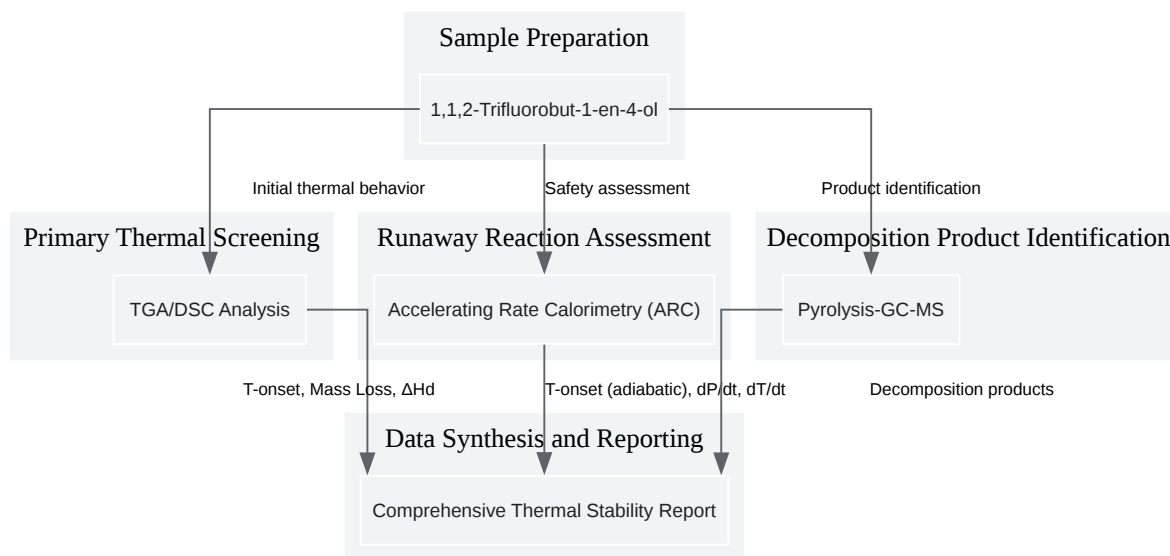 Sample Preparation
1,1,2-Trifluorobut-1-en-4-ol
Initial thermal behavior
Safety assessment
Product identification
Primary Thermal Screening
Runaway Reaction Assessment
Decomposition Product Identification
TGA/DSC Analysis
Accelerating Rate Calorimetry (ARC)
Pyrolysis-GC-MS
T-onset, Mass Loss, ΔHd
T-onset (adiabatic), dP/dt, dT/dt
Decomposition products
Data Synthesis and Reporting
Comprehensive Thermal Stability Report